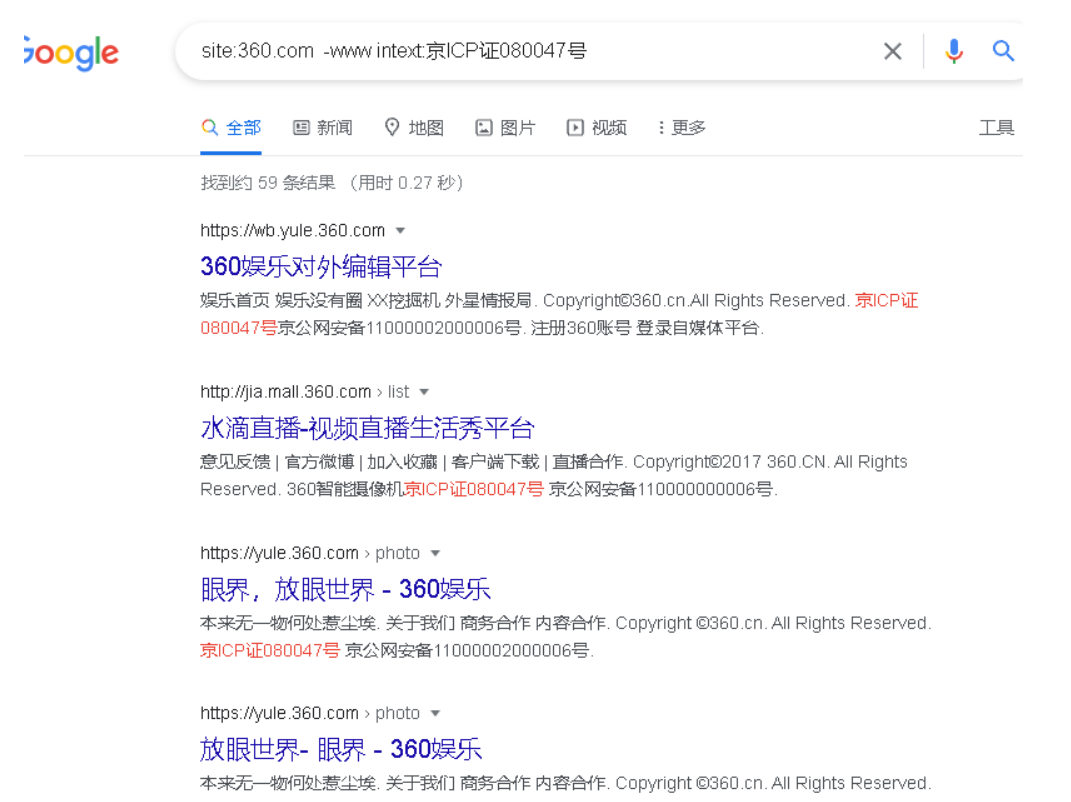 Google
site:360.com -www intext:京ICP证080047号
全部 新闻 地图 图片 视频 更多 工具
找到约 59 条结果 （用时 0.27 秒）
https://wb.yule.360.com
360娱乐对外编辑平台
娱乐首页 娱乐没有圈 XX挖掘机 外星情报局. Copyright©360.cn.All Rights Reserved. 京ICP证
080047号京公网安备11000002000006号. 注册360账号 登录自媒体平台.
http://jia.mall.360.com › list
水滴直播-视频直播生活秀平台
意见反馈 | 官方微博 | 加入收藏 | 客户端下载 | 直播合作. Copyright©2017 360.CN. All Rights
Reserved. 360智能摄像机京ICP证080047号 京公网安备110000000006号.
https://yule.360.com › photo
眼界，放眼世界 - 360娱乐
本来无一物何处惹尘埃. 关于我们 商务合作 内容合作. Copyright ©360.cn. All Rights Reserved.
京ICP证080047号 京公网安备11000002000006号.
https://yule.360.com › photo
放眼世界- 眼界 - 360娱乐
本来无一物何处惹尘埃. 关于我们 商务合作 内容合作. Copyright ©360.cn. All Rights Reserved.